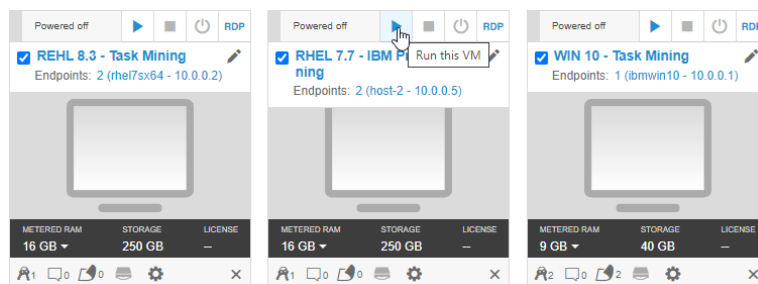 Powered off
RDP
REHL 8.3 - Task Mining
Endpoints: 2 (rhel7sx64 - 10.0.0.2)
METERED RAM STORAGE LICENSE
16 GB 250 GB --
1 0 0
Powered off
RDP
RHEL 7.7 - IBM P
ning
Run this VM
Endpoints: 2 (host-2 - 10.0.0.5)
METERED RAM STORAGE LICENSE
16 GB 250 GB --
1 0 0
Powered off
RDP
WIN 10 - Task Mining
Endpoints: 1 (ibmwin10 - 10.0.0.1)
METERED RAM STORAGE LICENSE
9 GB 40 GB --
2 0 2